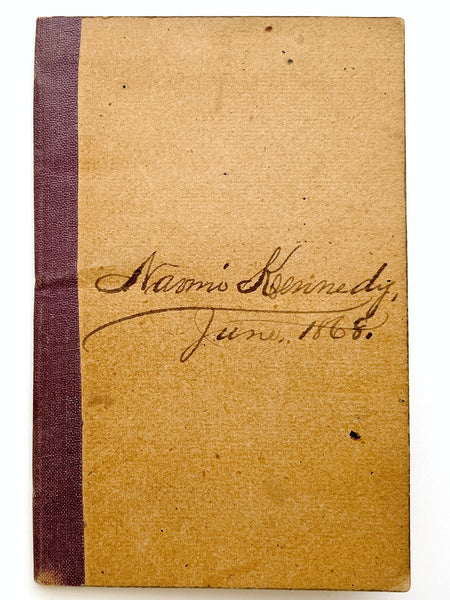 Naomi Kennedy,
June, 1868.